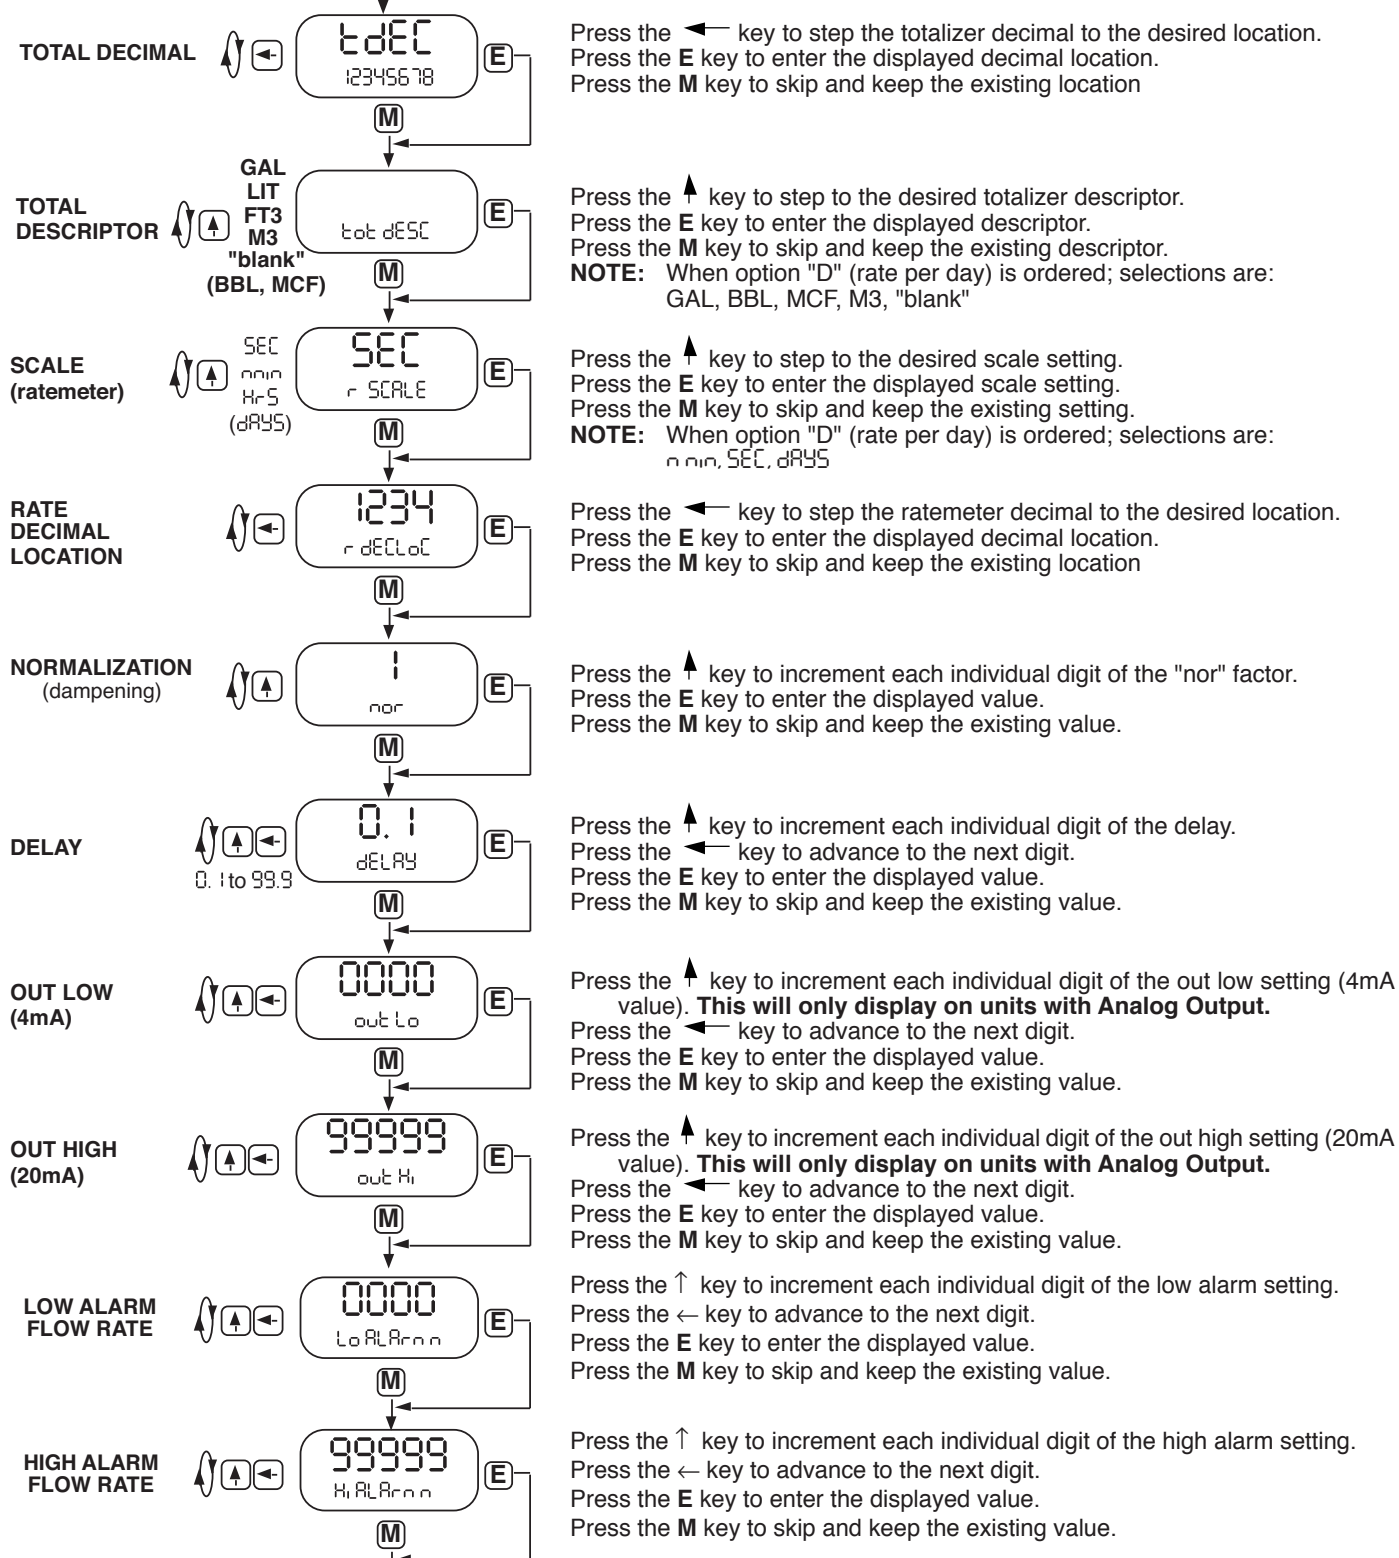 TOTAL DECIMAL
tdEC
12345678
E
M
Press the key to step the totalizer decimal to the desired location.
Press the E key to enter the displayed decimal location.
Press the M key to skip and keep the existing location
TOTAL
DESCRIPTOR
GAL
LIT
FT3
M3
"blank"
(BBL, MCF)
tot dESC
E
M
Press the key to step to the desired totalizer descriptor.
Press the E key to enter the displayed descriptor.
Press the M key to skip and keep the existing descriptor.
NOTE: When option "D" (rate per day) is ordered; selections are:
GAL, BBL, MCF, M3, "blank"
SCALE
(ratemeter)
SEC
min
HrS
(dAYS)
SEC
r SCALE
E
M
Press the key to step to the desired scale setting.
Press the E key to enter the displayed scale setting.
Press the M key to skip and keep the existing setting.
NOTE: When option "D" (rate per day) is ordered; selections are:
min, SEC, dAYS
RATE
DECIMAL
LOCATION
1234
r dECLoC
E
M
Press the key to step the ratemeter decimal to the desired location.
Press the E key to enter the displayed decimal location.
Press the M key to skip and keep the existing location
NORMALIZATION
(dampening)
1
nor
E
M
Press the key to increment each individual digit of the "nor" factor.
Press the E key to enter the displayed value.
Press the M key to skip and keep the existing value.
DELAY
0.1 to 99.9
0.1
dELAY
E
M
Press the key to increment each individual digit of the delay.
Press the key to advance to the next digit.
Press the E key to enter the displayed value.
Press the M key to skip and keep the existing value.
OUT LOW
(4mA)
0000
out Lo
E
M
Press the key to increment each individual digit of the out low setting (4mA
value). This will only display on units with Analog Output.
Press the key to advance to the next digit.
Press the E key to enter the displayed value.
Press the M key to skip and keep the existing value.
OUT HIGH
(20mA)
99999
out Hi
E
M
Press the key to increment each individual digit of the out high setting (20mA
value). This will only display on units with Analog Output.
Press the key to advance to the next digit.
Press the E key to enter the displayed value.
Press the M key to skip and keep the existing value.
LOW ALARM
FLOW RATE
0000
Lo ALArm
E
M
Press the ↑ key to increment each individual digit of the low alarm setting.
Press the ← key to advance to the next digit.
Press the E key to enter the displayed value.
Press the M key to skip and keep the existing value.
HIGH ALARM
FLOW RATE
99999
Hi ALArm
E
M
Press the ↑ key to increment each individual digit of the high alarm setting.
Press the ← key to advance to the next digit.
Press the E key to enter the displayed value.
Press the M key to skip and keep the existing value.